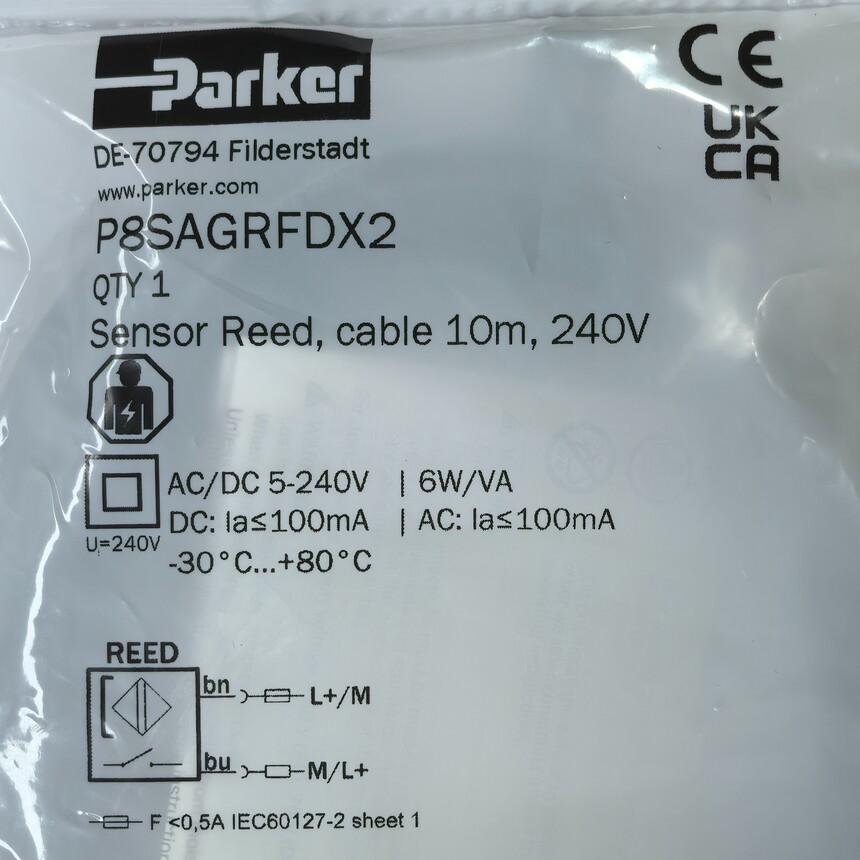 Parker
CE
UK
CA
DE-70794 Filderstadt
www.parker.com
P8SAGRFDX2
QTY 1
Sensor Reed, cable 10m, 240V
AC/DC 5-240V | 6W/VA
DC: Ia≤100mA | AC: Ia≤100mA
Ui=240V
-30°C...+80°C
REED
bn L+/M
bu M/L+
F <0,5A IEC60127-2 sheet 1